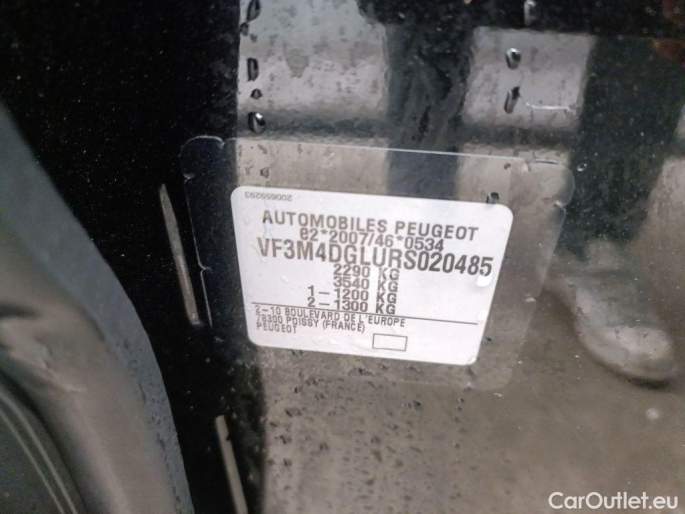 200659293
AUTOMOBILES PEUGEOT
e2*2007/46*0534
VF3M4DGLURS020485
2290 KG
3540 KG
1-1200 KG
2-1300 KG
2-10 BOULEVARD DE L'EUROPE
78300 POISSY (FRANCE)
PEUGEOT
CarOutlet.eu